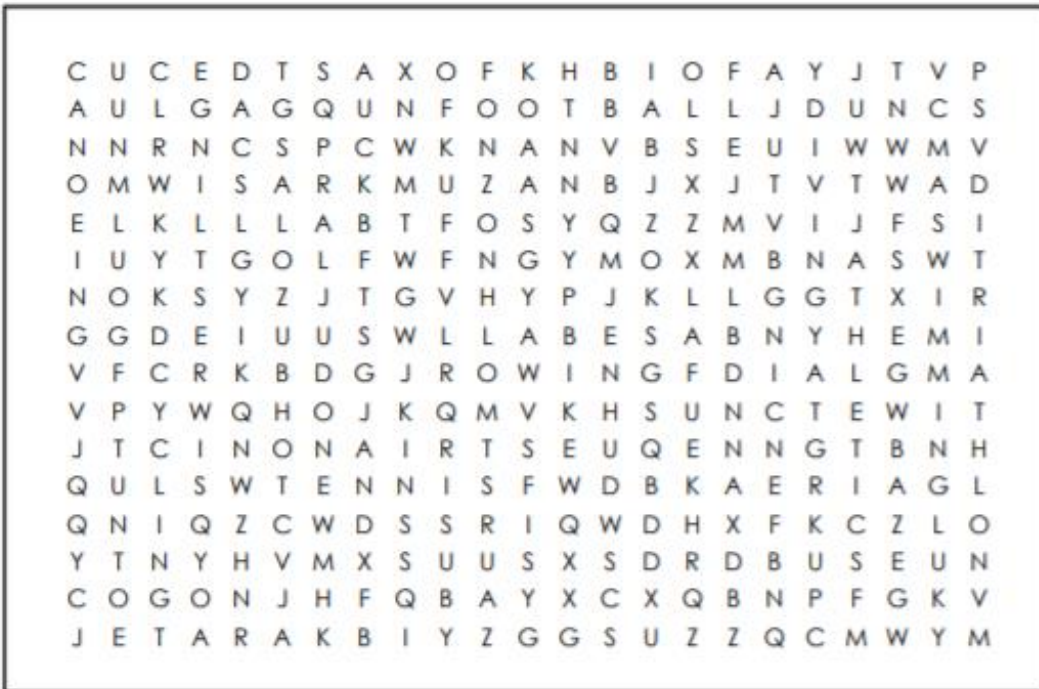 C U C E D T S A X O F K H B I O F A Y J T V P
A U L G A G Q U N F O O T B A L L J D U N C S
N N R N C S P C W K N A N V B S E U I W W M V
O M W I S A R K M U Z A N B J X J T V T W A D
E L K L L L A B T F O S Y Q Z Z M V I J F S I
I U Y T G O L F W F N G Y M O X M B N A S W T
N O K S Y Z J T G V H Y P J K L L G G T X I R
G G D E I U U S W L L A B E S A B N Y H E M I
V F C R K B D G J R O W I N G F D I A L G M A
V P Y W Q H O J K Q M V K H S U N C T E W I T
J T C I N O N A I R T S E U Q E N N G T B N H
Q U L S W T E N N I S F W D B K A E R I A G L
Q N I Q Z C W D S S R I Q W D H X F K C Z L O
Y T N Y H V M X S U U S X S D R D B U S E U N
C O G O N J H F Q B A Y X C X Q B N P F G K V
J E T A R A K B I Y Z G G S U Z Z Q C M W Y M